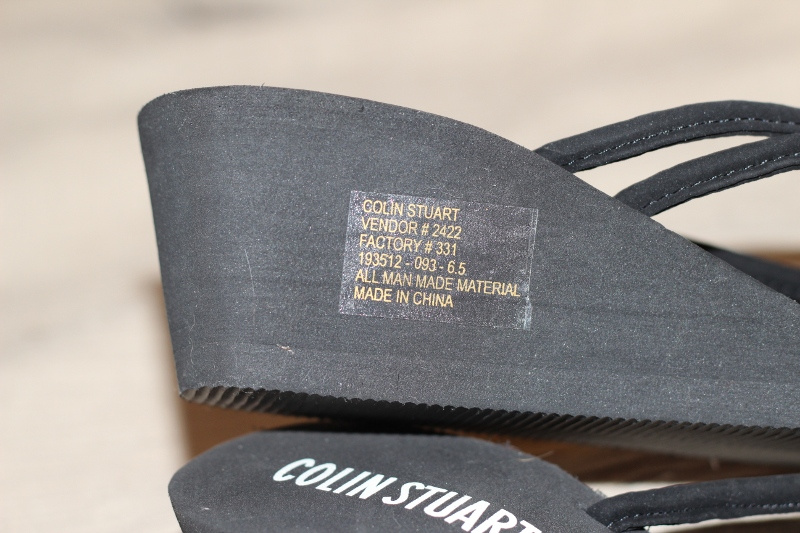 COLIN STUART
VENDOR # 2422
FACTORY # 331
193512 - 093 - 6.5
ALL MAN MADE MATERIAL
MADE IN CHINA
COLIN STUART